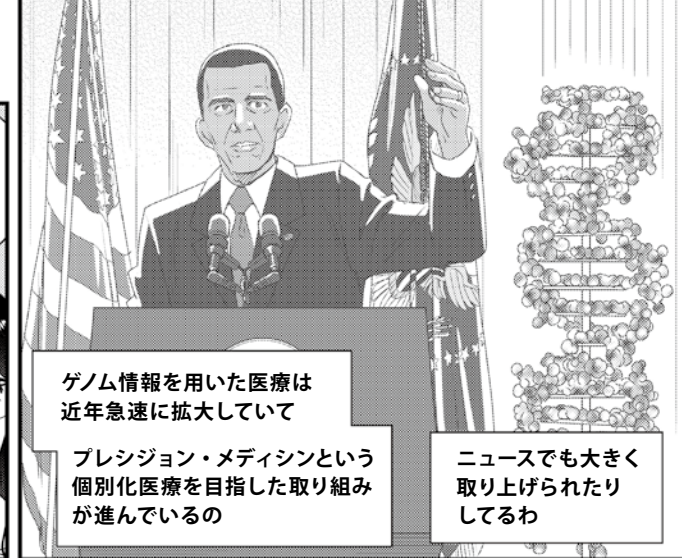 ゲノム情報を用いた医療は
近年急速に拡大していて
プレシジョン・メディシンという
個別化医療を目指した取り組み
が進んでいるの
ニュースでも大きく
取り上げられたり
してるわ